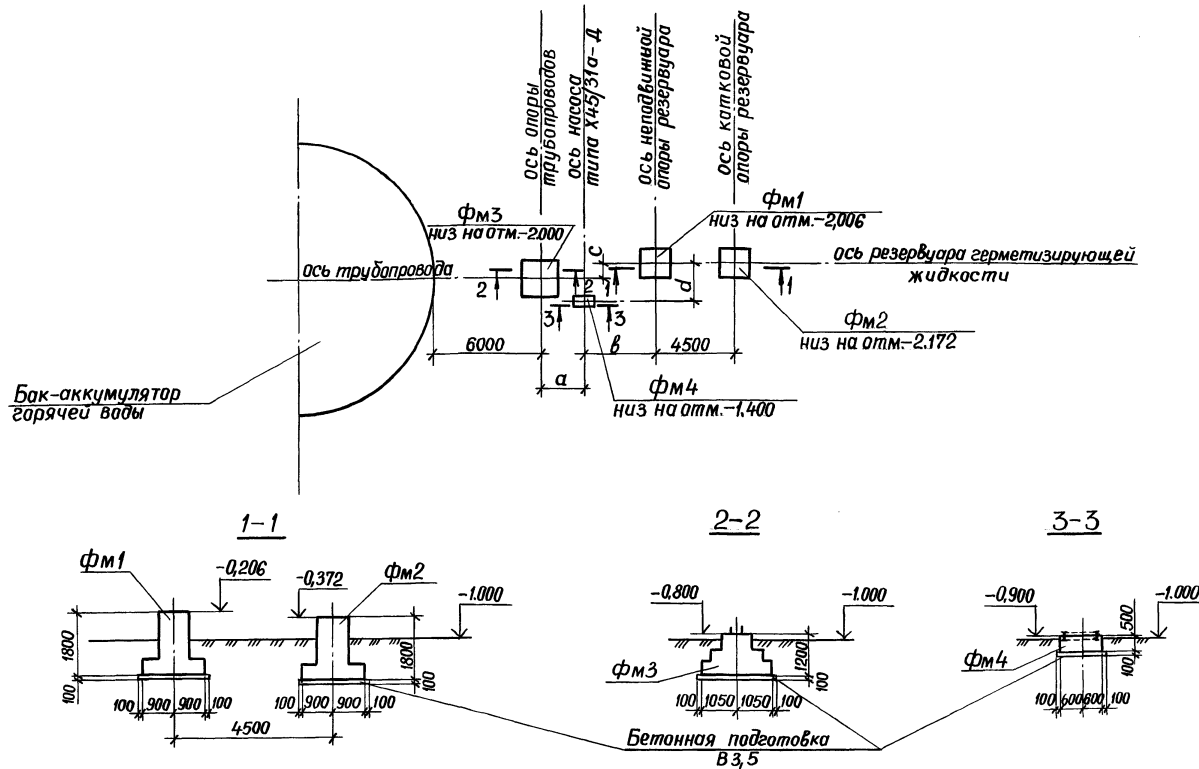 ось опоры
трубопроводов
ось насоса
типа Х45/31а-Д
ось неподвижной
опоры резервуара
ось катковой
опоры резервуара
Фм3
низ на отм.-2.000
Фм1
низ на отм.-2,006
ось трубопровода
ось резервуара герметизирующей
жидкости
c
d
2
2
1
1
3
3
Фм2
низ на отм.-2.172
6000
в
4500
а
Фм4
низ на отм.-1,400
Бак-аккумулятор
горячей воды
1-1
2-2
3-3
Фм1
-0,206
-0,372
Фм2
-1.000
1800
100
1800
100
100 900 900 100
100 900 900 100
4500
-0,800
-1.000
Фм3
1200
100
100 1050 1050 100
-0,900
-1.000
500
Фм4
100
100 600 600 100
Бетонная подготовка
В 3,5